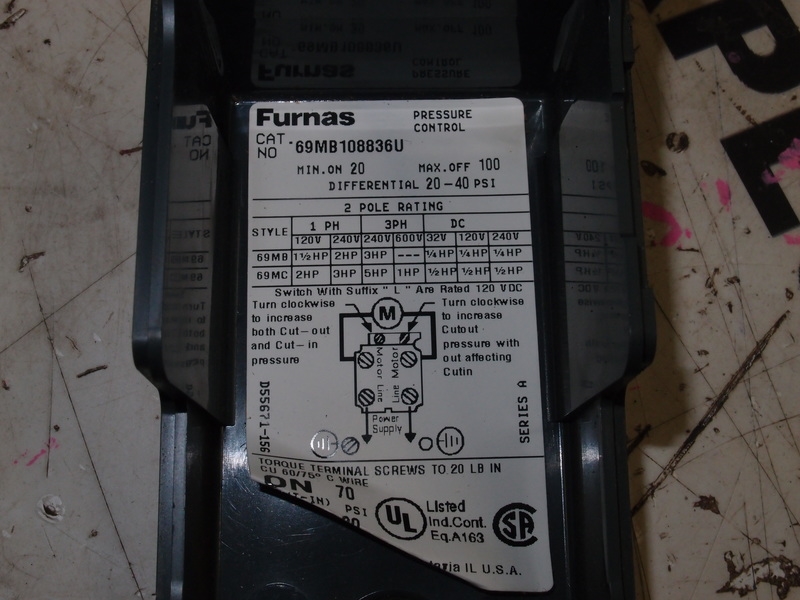 Furnas PRESSURE CONTROL
CAT NO 69MB108836U
MIN.ON 20 MAX.OFF 100
DIFFERENTIAL 20-40 PSI
2 POLE RATING
STYLE 1 PH 3PH DC
120V 240V 240V 600V 32V 120V 240V
69MB 1½HP 2HP 3HP --- ¼HP ¼HP ¼HP
69MC 2HP 3HP 5HP 1HP ½HP ½HP ½HP
Switch With Suffix "L" Are Rated 120 VDC
Turn clockwise
to increase
both Cut-out
and Cut-in
pressure
M
Turn clockwise
to increase
Cutout
pressure with
out affecting
Cutin
Motor Motor
Line Line
Power
Supply
D55671-156
SERIES A
TORQUE TERMINAL SCREWS TO 20 LB IN
CU 60/75° C WIRE
ON 70
PSI
UL Listed
Ind.Cont.
Eq.A163
SA
IL U.S.A.